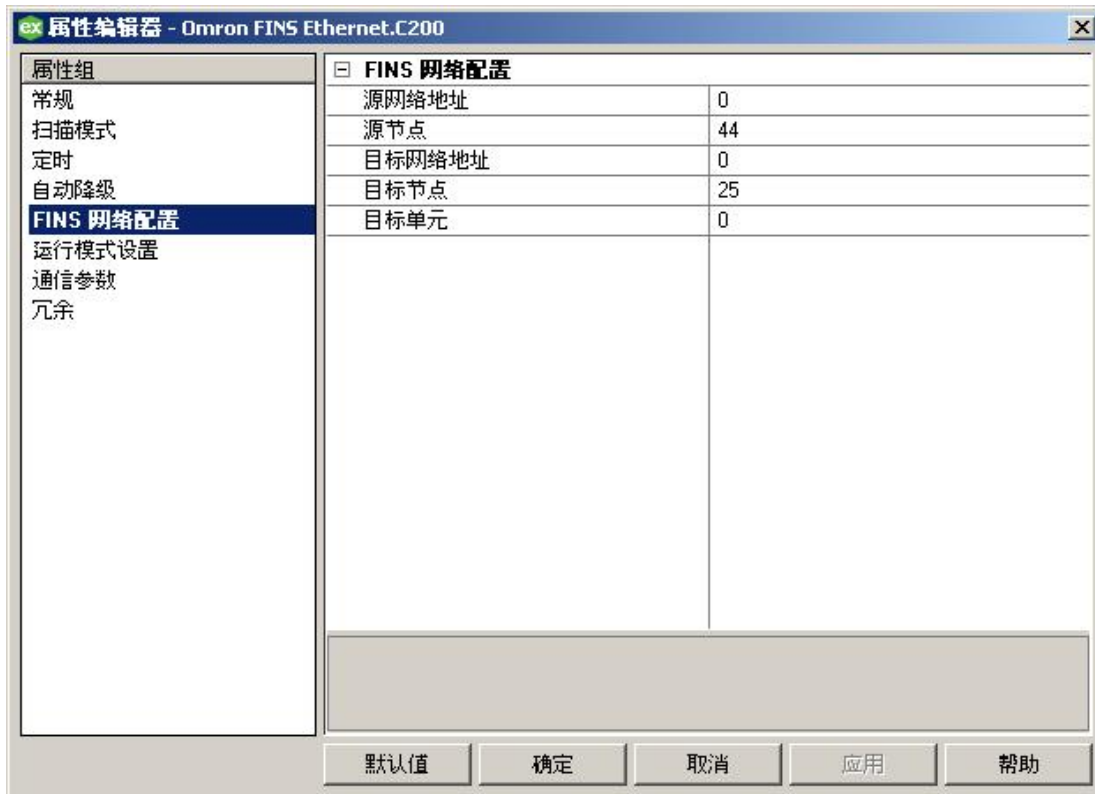 ex 属性编辑器 - Omron FINS Ethernet.C200
属性组
常规
扫描模式
定时
自动降级
FINS 网络配置
运行模式设置
通信参数
冗余
FINS 网络配置
源网络地址 0
源节点 44
目标网络地址 0
目标节点 25
目标单元 0
默认值 确定 取消 应用 帮助